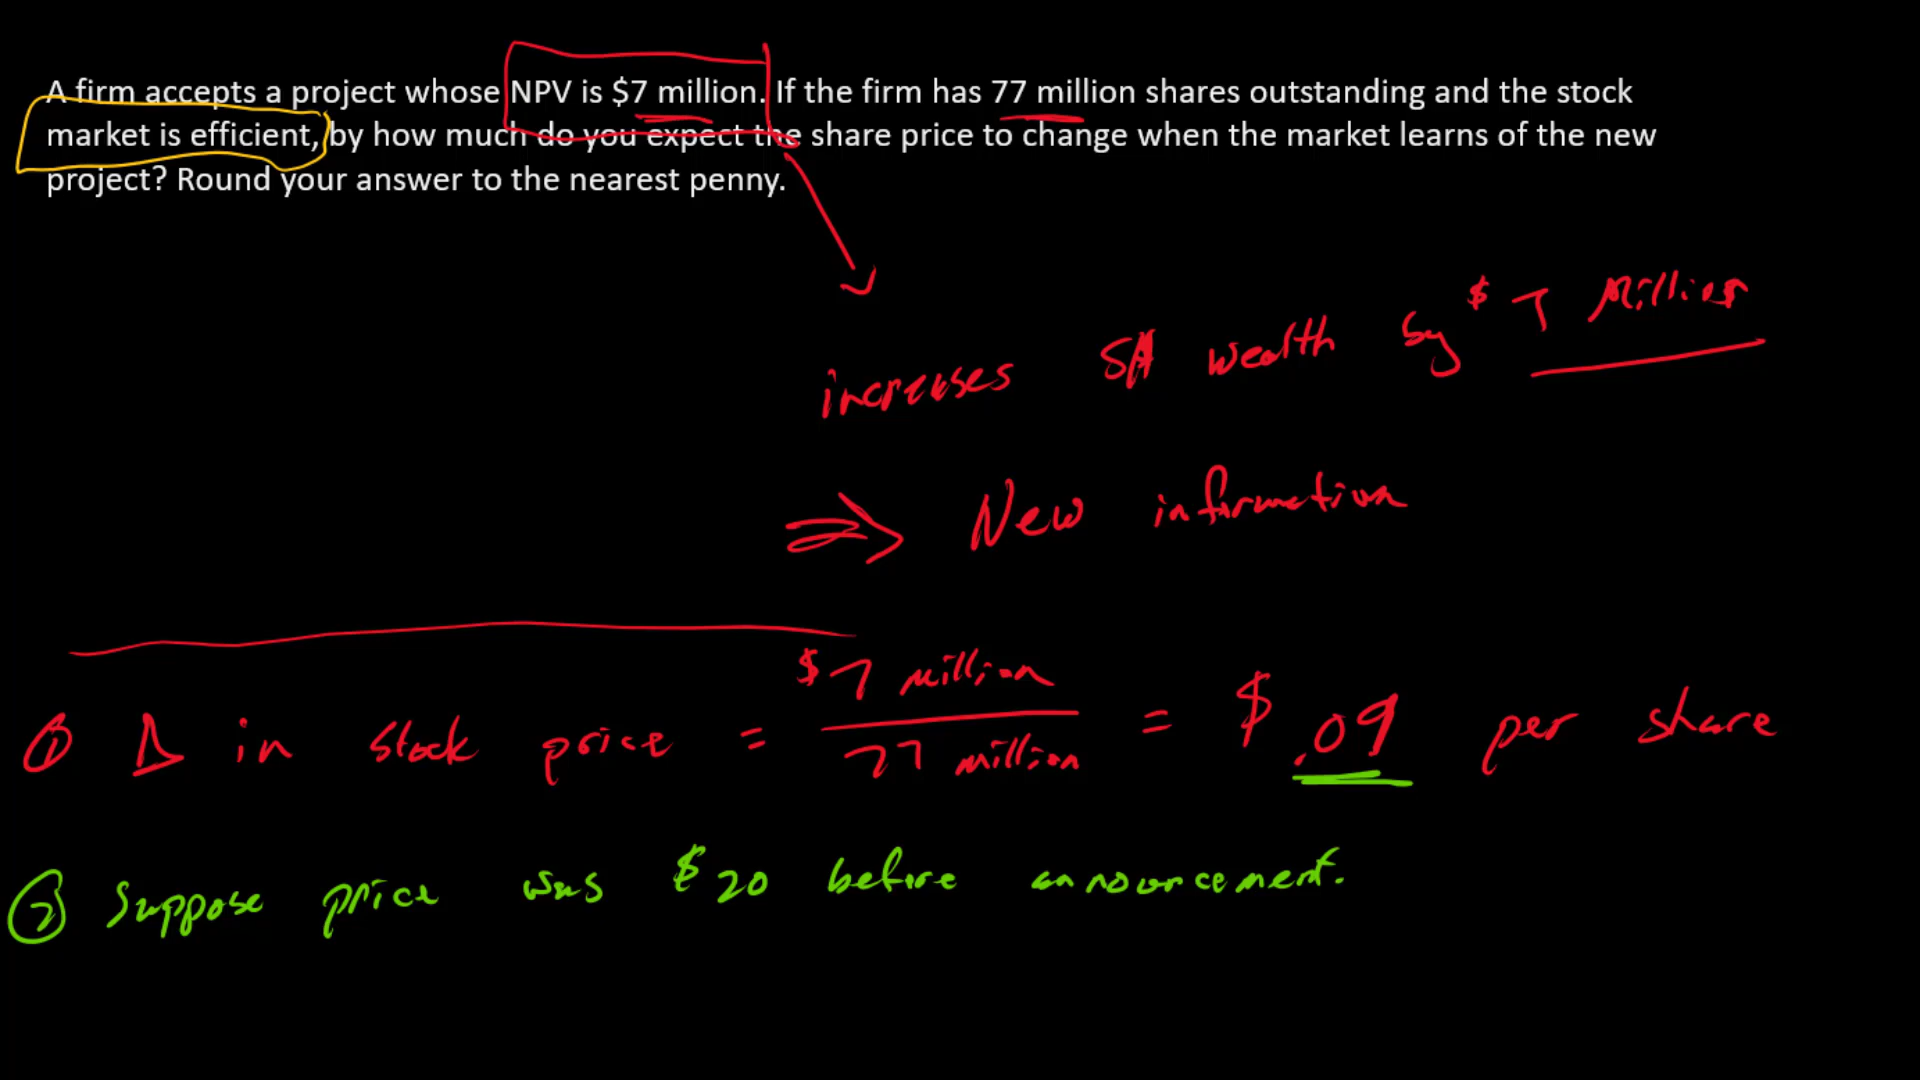 A firm accepts a project whose NPV is $7 million. If the firm has 77 million shares outstanding and the stock
market is efficient, by how much do you expect the share price to change when the market learns of the new
project? Round your answer to the nearest penny.
increases SH wealth by $7 million
⇒ New information
① Δ in stock price = $7 million / 77 million = $.09 per share
② Suppose price was $20 before announcement.